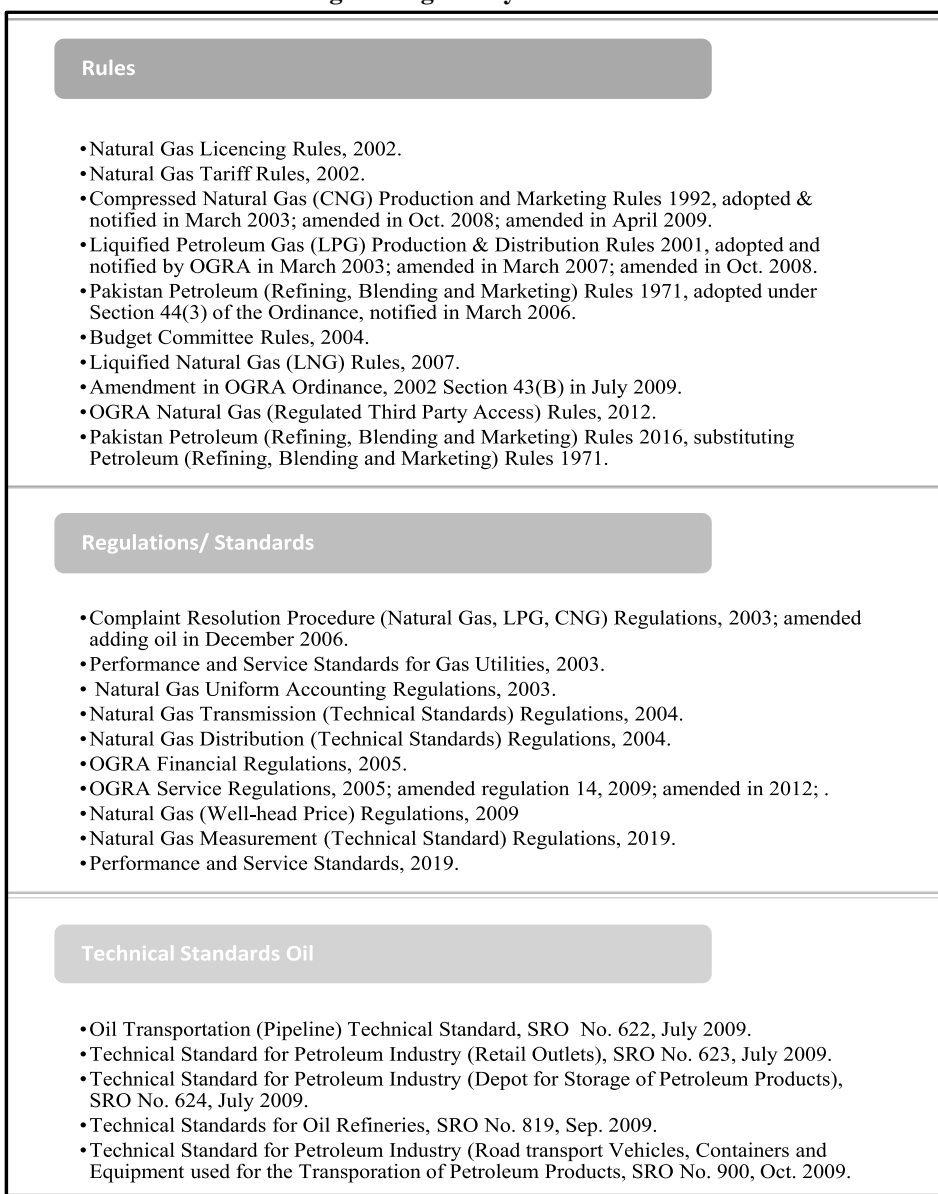 Rules
•Natural Gas Licencing Rules, 2002.
•Natural Gas Tariff Rules, 2002.
•Compressed Natural Gas (CNG) Production and Marketing Rules 1992, adopted &
notified in March 2003; amended in Oct. 2008; amended in April 2009.
•Liquified Petroleum Gas (LPG) Production & Distribution Rules 2001, adopted and
notified by OGRA in March 2003; amended in March 2007; amended in Oct. 2008.
•Pakistan Petroleum (Refining, Blending and Marketing) Rules 1971, adopted under
Section 44(3) of the Ordinance, notified in March 2006.
•Budget Committee Rules, 2004.
•Liquified Natural Gas (LNG) Rules, 2007.
•Amendment in OGRA Ordinance, 2002 Section 43(B) in July 2009.
•OGRA Natural Gas (Regulated Third Party Access) Rules, 2012.
•Pakistan Petroleum (Refining, Blending and Marketing) Rules 2016, substituting
Petroleum (Refining, Blending and Marketing) Rules 1971.
Regulations/ Standards
•Complaint Resolution Procedure (Natural Gas, LPG, CNG) Regulations, 2003; amended
adding oil in December 2006.
•Performance and Service Standards for Gas Utilities, 2003.
• Natural Gas Uniform Accounting Regulations, 2003.
•Natural Gas Transmission (Technical Standards) Regulations, 2004.
•Natural Gas Distribution (Technical Standards) Regulations, 2004.
•OGRA Financial Regulations, 2005.
•OGRA Service Regulations, 2005; amended regulation 14, 2009; amended in 2012; .
•Natural Gas (Well-head Price) Regulations, 2009
•Natural Gas Measurement (Technical Standard) Regulations, 2019.
•Performance and Service Standards, 2019.
Technical Standards Oil
•Oil Transportation (Pipeline) Technical Standard, SRO No. 622, July 2009.
•Technical Standard for Petroleum Industry (Retail Outlets), SRO No. 623, July 2009.
•Technical Standard for Petroleum Industry (Depot for Storage of Petroleum Products),
SRO No. 624, July 2009.
•Technical Standards for Oil Refineries, SRO No. 819, Sep. 2009.
•Technical Standard for Petroleum Industry (Road transport Vehicles, Containers and
Equipment used for the Transporation of Petroleum Products, SRO No. 900, Oct. 2009.